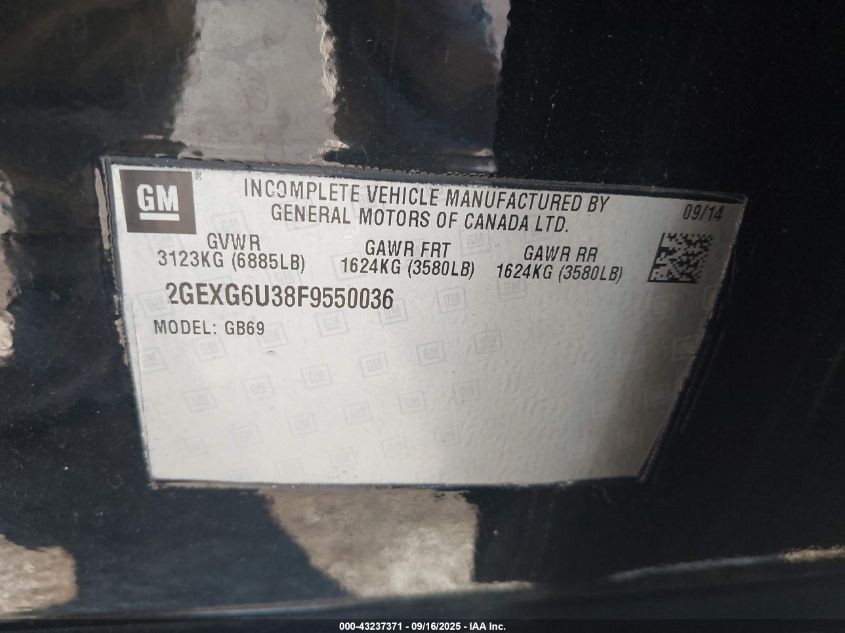 GM ®
INCOMPLETE VEHICLE MANUFACTURED BY
GENERAL MOTORS OF CANADA LTD.
09/14
GVWR
3123KG (6885LB)
GAWR FRT
1624KG (3580LB)
GAWR RR
1624KG (3580LB)
2GEXG6U38F9550036
MODEL: GB69
000-43237371 - 09/16/2025 - IAA Inc.